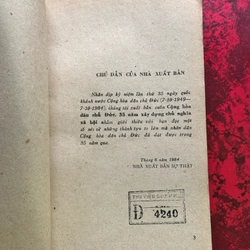 CHỈ DẪN CỦA NHÀ XUẤT BẢN
Nhân dịp kỷ niệm lần thứ 35 ngày quốc
khánh nước Cộng hòa dân chủ Đức (7-10-1949—
7-10-1984), chúng tôi xuất bản cuốn Cộng hòa
dân chủ Đức, 35 năm xây dựng chủ nghĩa
xã hội nhằm giới thiệu với bạn đọc một
số nét về những thành tựu to lớn mà nhân dân
Cộng hòa dân chủ Đức đã đạt được trong
35 năm qua.
Tháng 6 năm 1984
NHÀ XUẤT BẢN SỰ THẬT
D
4240
3